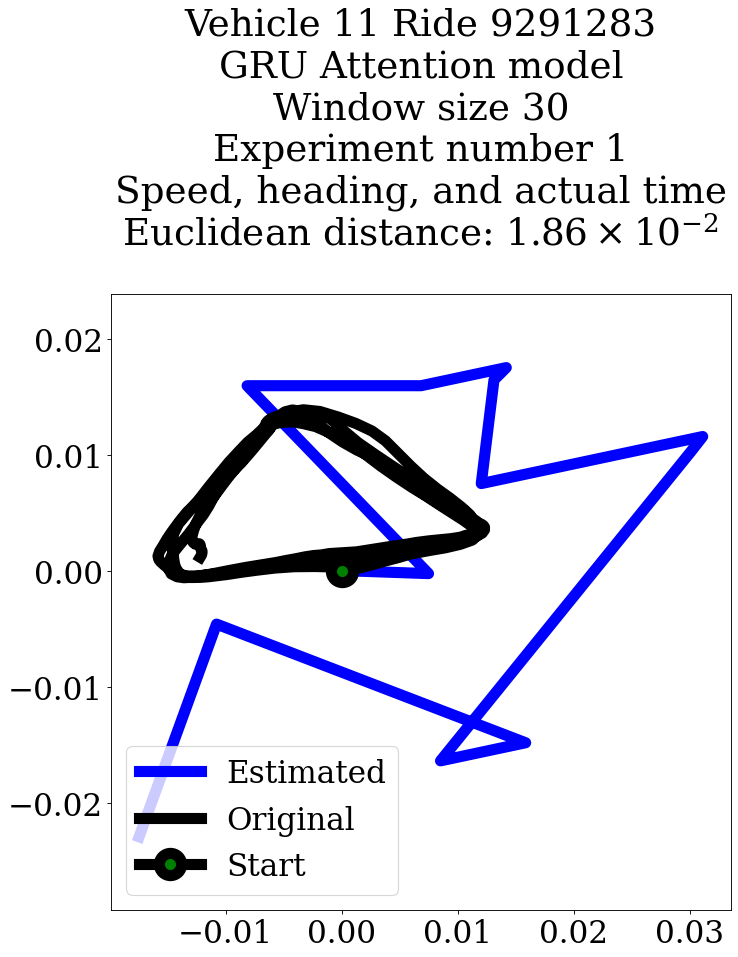 Vehicle 11 Ride 9291283
GRU Attention model
Window size 30
Experiment number 1
Speed, heading, and actual time
Euclidean distance: 1.86 × 10⁻²
0.02
0.01
0.00
−0.01
−0.02
Estimated
Original
Start
−0.01 0.00 0.01 0.02 0.03